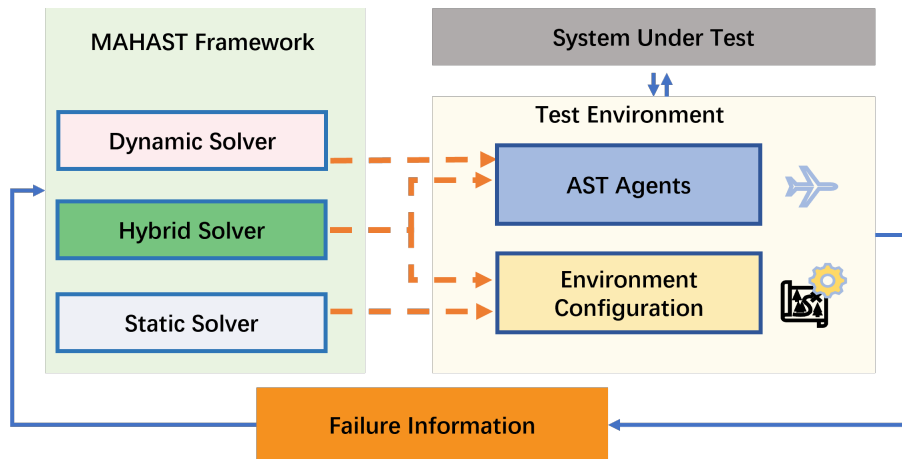 MAHAST Framework
Dynamic Solver
Hybrid Solver
Static Solver
System Under Test
Test Environment
AST Agents
Environment
Configuration
Failure Information